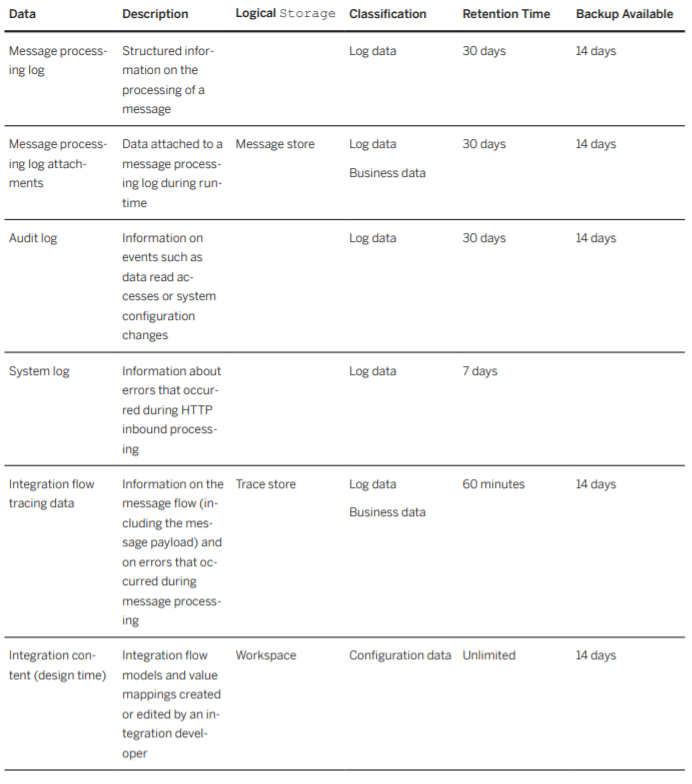 Data Description Logical Storage Classification Retention Time Backup Available
Message process- Structured infor- Log data 30 days 14 days
ing log mation on the
processing of a
message
Message process- Data attached to a Message store Log data 30 days 14 days
ing log attach- message process-
Business data
ments ing log during run-
time
Audit log Information on Log data 30 days 14 days
events such as
data read ac-
cesses or system
configuration
changes
System log Information about Log data 7 days
errors that occur-
red during HTTP
inbound process-
ing
Integration flow Information on the Trace store Log data 60 minutes 14 days
tracing data message flow (in-
Business data
cluding the mes-
sage payload) and
on errors that oc-
curred during
message process-
ing
Integration con- Integration flow Workspace Configuration data Unlimited 14 days
tent (design time) models and value
mappings created
or edited by an in-
tegration devel-
oper